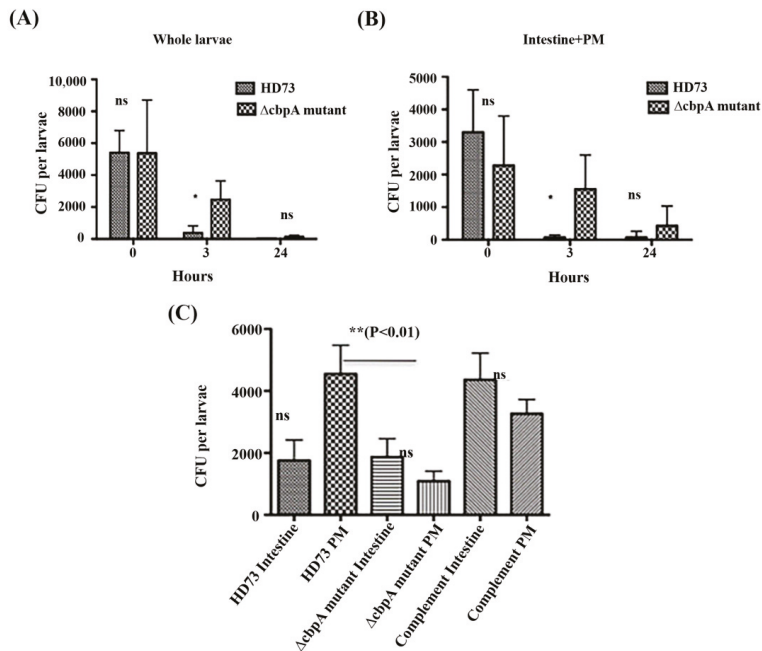 (A)
Whole larvae
10,000
8000
6000
4000
2000
0
CFU per larvae
ns
*
ns
HD73
ΔcbpA mutant
0 3 24
Hours
(B)
Intestine+PM
5000
4000
3000
2000
1000
0
CFU per larvae
ns
*
ns
HD73
ΔcbpA mutant
0 3 24
Hours
(C)
6000
4000
2000
0
CFU per larvae
**(P<0.01)
ns
ns
ns
HD73 Intestine
HD73 PM
ΔcbpA mutant Intestine
ΔcbpA mutant PM
Complement Intestine
Complement PM